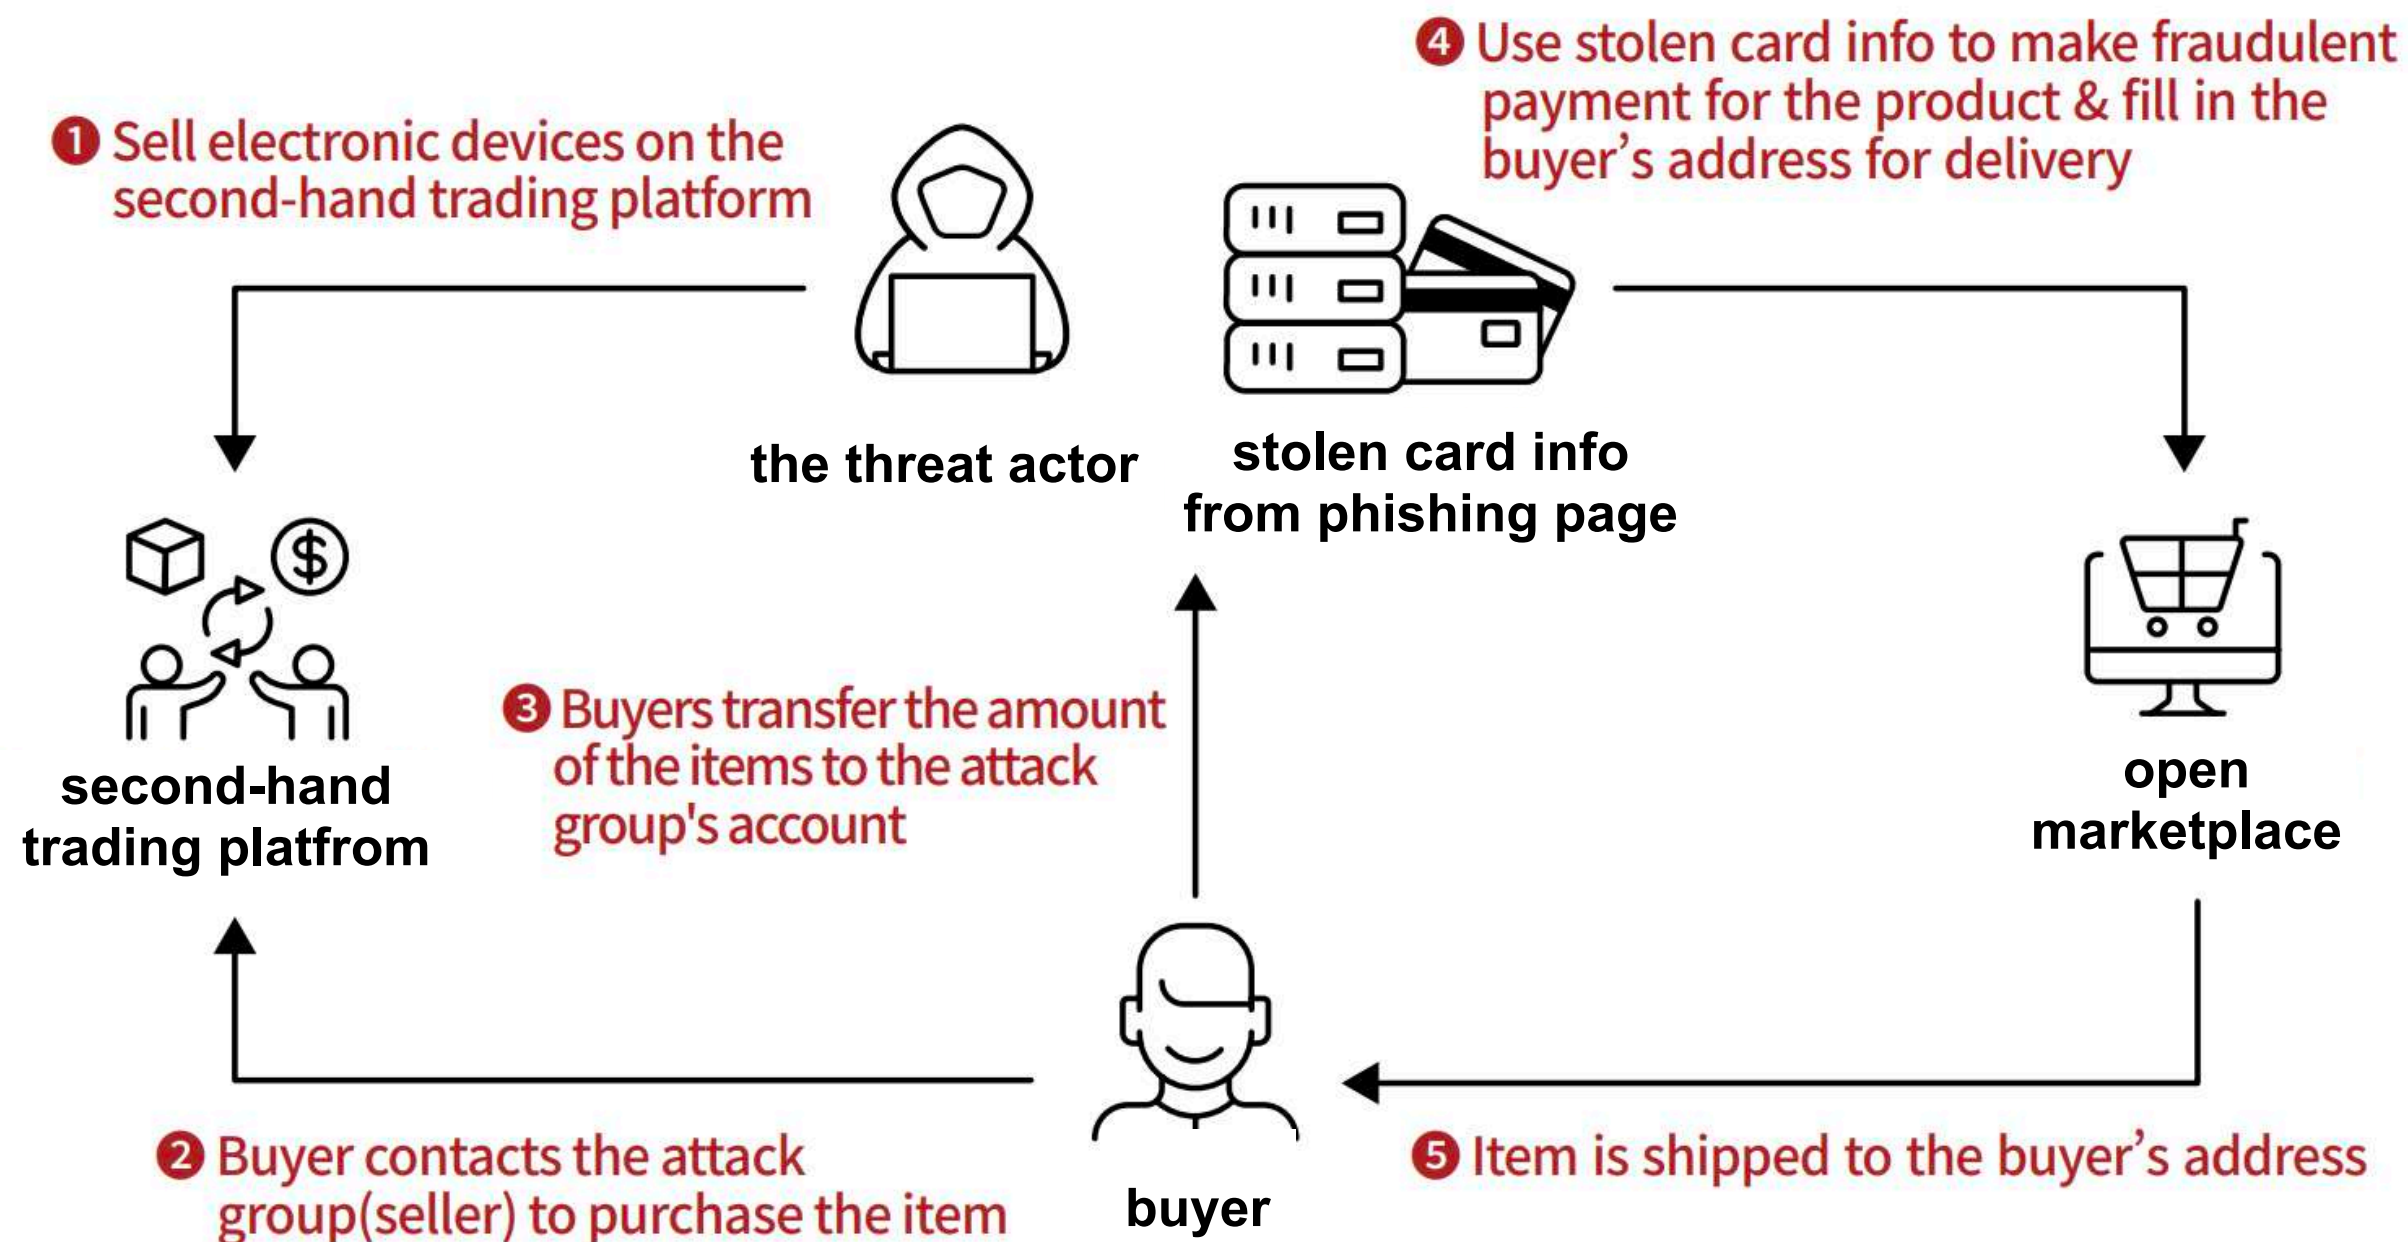 ❶ Sell electronic devices on the
second-hand trading platform
❹ Use stolen card info to make fraudulent
payment for the product & fill in the
buyer’s address for delivery
the threat actor
stolen card info
from phishing page
$
second-hand
trading platfrom
❸ Buyers transfer the amount
of the items to the attack
group's account
open
marketplace
❷ Buyer contacts the attack
group(seller) to purchase the item
buyer
❺ Item is shipped to the buyer’s address